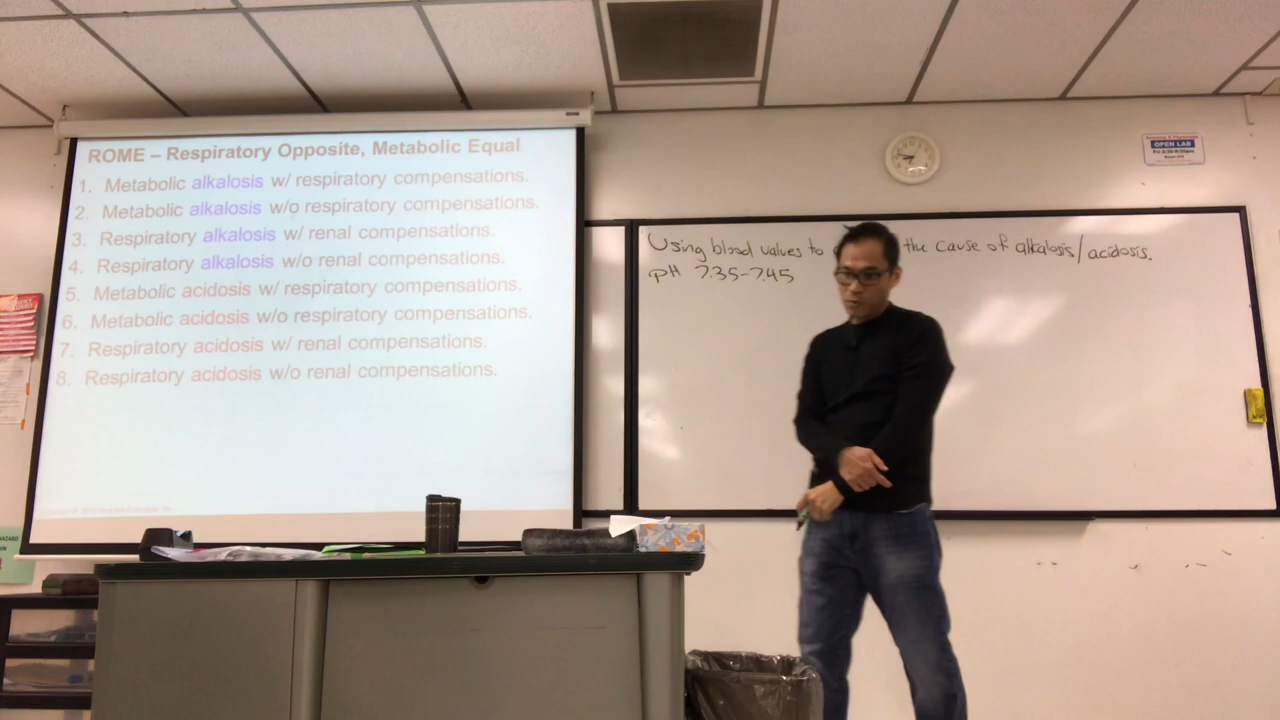 ROME – Respiratory Opposite, Metabolic Equal
1. Metabolic alkalosis w/ respiratory compensations.
2. Metabolic alkalosis w/o respiratory compensations.
3. Respiratory alkalosis w/ renal compensations.
4. Respiratory alkalosis w/o renal compensations.
5. Metabolic acidosis w/ respiratory compensations.
6. Metabolic acidosis w/o respiratory compensations.
7. Respiratory acidosis w/ renal compensations.
8. Respiratory acidosis w/o renal compensations.
Using blood values to the cause of alkalosis/acidosis.
pH 7.35-7.45
OPEN LAB